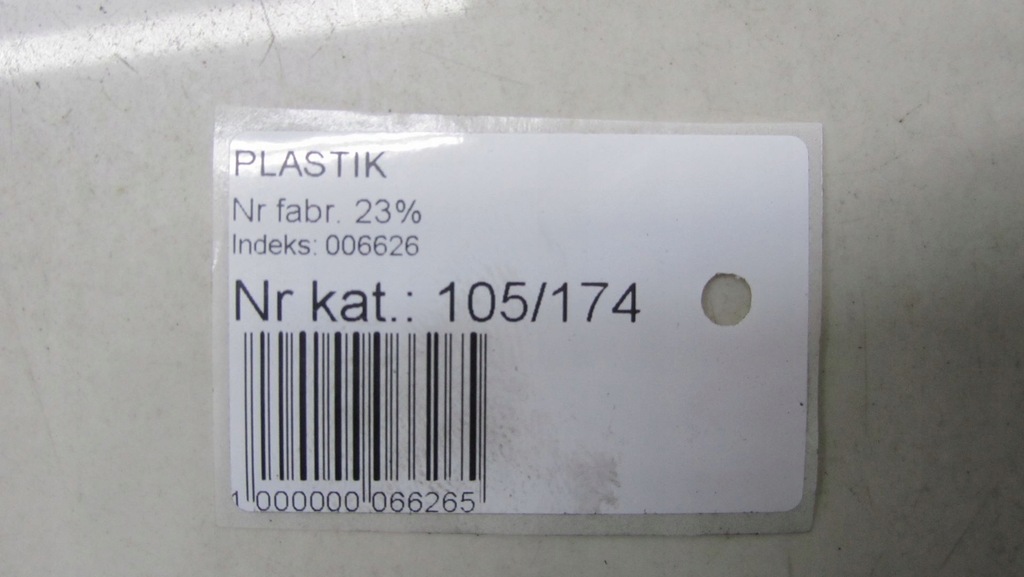 PLASTIK
Nr fabr. 23%
Indeks: 006626
Nr kat.: 105/174
1 000000 066265